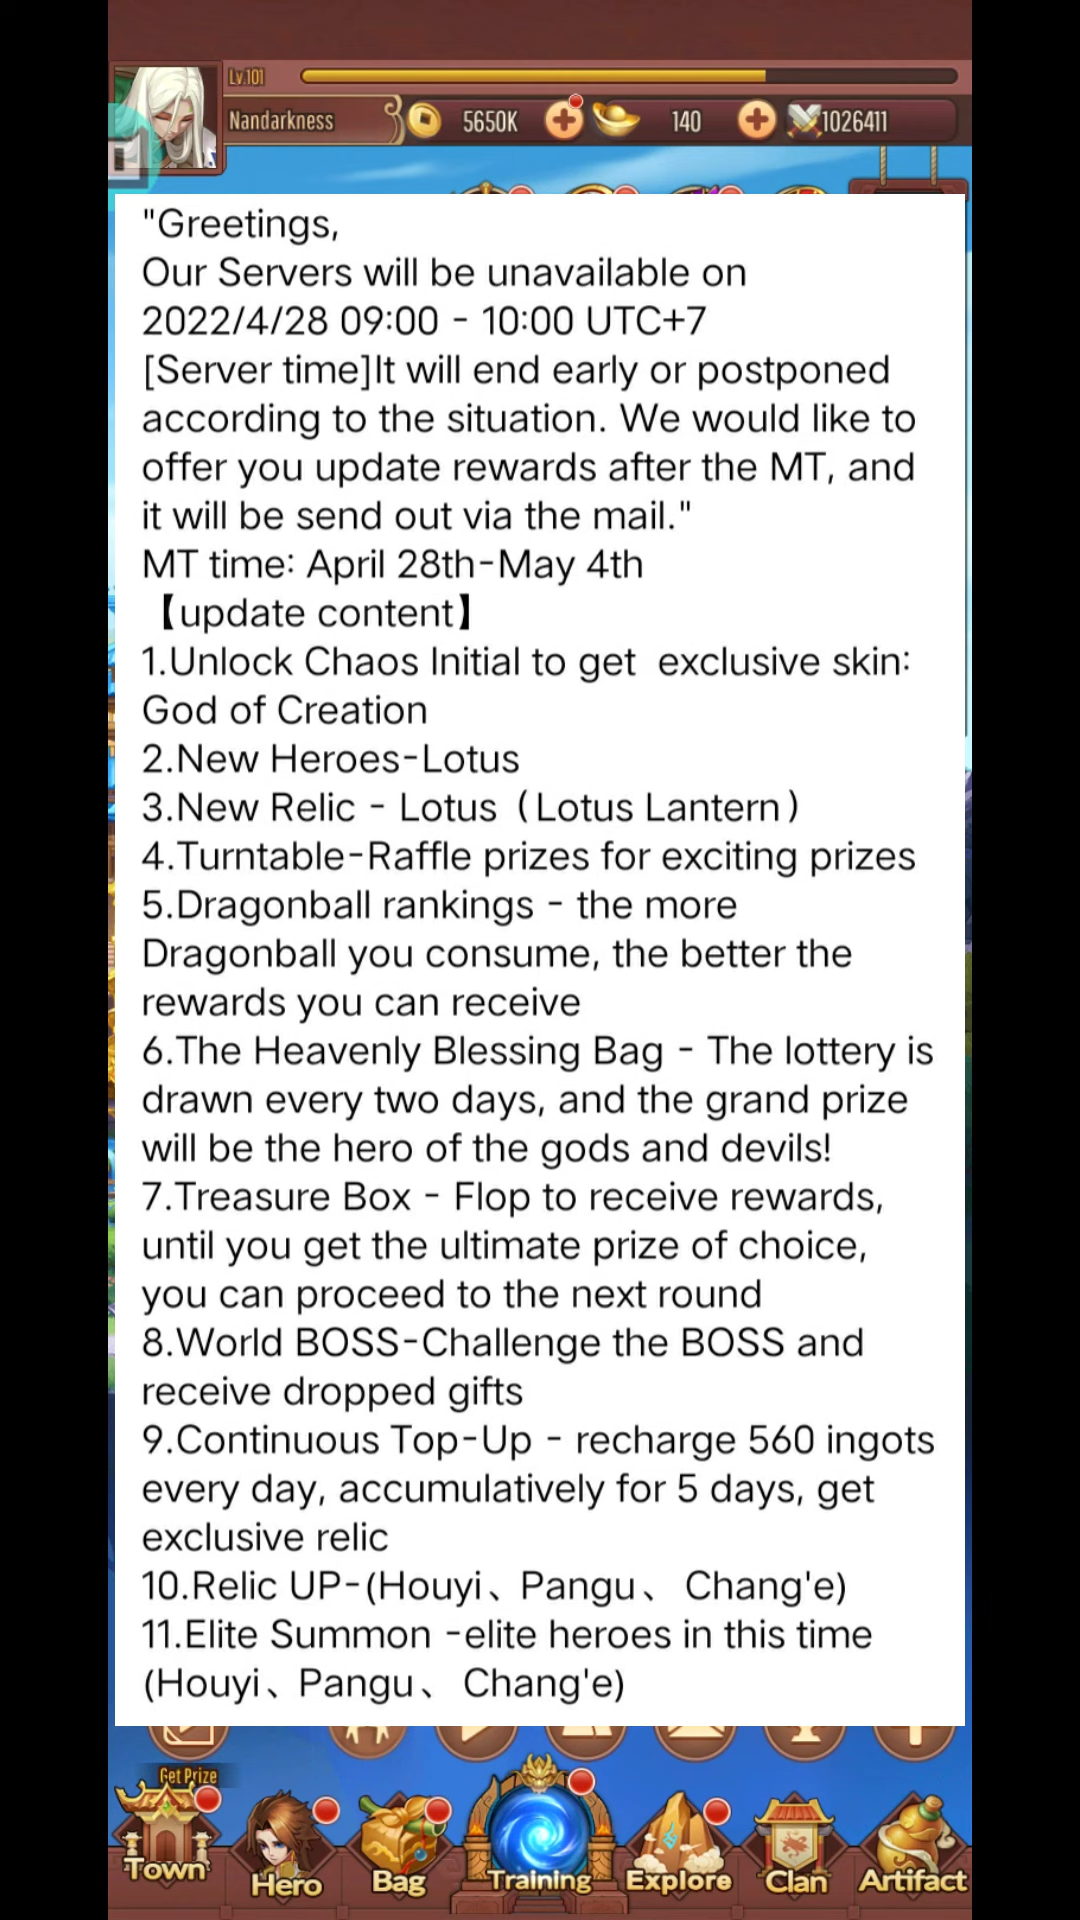 Lv.101
Nandarkness
5650K
140
1026411
"Greetings,
Our Servers will be unavailable on
2022/4/28 09:00 - 10:00 UTC+7
[Server time]It will end early or postponed
according to the situation. We would like to
offer you update rewards after the MT, and
it will be send out via the mail."
MT time: April 28th-May 4th
【update content】
1.Unlock Chaos Initial to get  exclusive skin:
God of Creation
2.New Heroes-Lotus
3.New Relic - Lotus（Lotus Lantern）
4.Turntable-Raffle prizes for exciting prizes
5.Dragonball rankings - the more
Dragonball you consume, the better the
rewards you can receive
6.The Heavenly Blessing Bag - The lottery is
drawn every two days, and the grand prize
will be the hero of the gods and devils!
7.Treasure Box - Flop to receive rewards,
until you get the ultimate prize of choice,
you can proceed to the next round
8.World BOSS-Challenge the BOSS and
receive dropped gifts
9.Continuous Top-Up - recharge 560 ingots
every day, accumulatively for 5 days, get
exclusive relic
10.Relic UP-(Houyi、Pangu、 Chang'e)
11.Elite Summon -elite heroes in this time
(Houyi、Pangu、 Chang'e)
Get Prize
Town
Hero
Bag
Training
Explore
Clan
Artifact